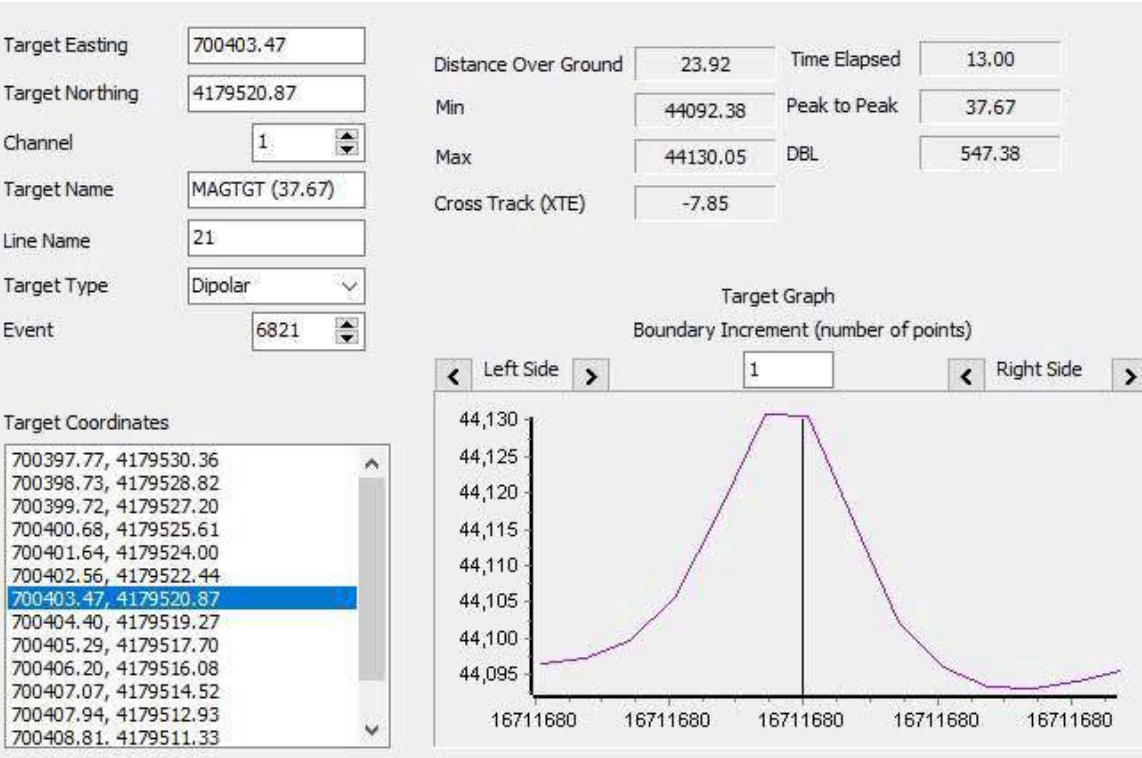 Target Easting 700403.47
Target Northing 4179520.87
Channel 1
Target Name MAGTGT (37.67)
Line Name 21
Target Type Dipolar
Event 6821
Distance Over Ground 23.92 Time Elapsed 13.00
Min 44092.38 Peak to Peak 37.67
Max 44130.05 DBL 547.38
Cross Track (XTE) -7.85
Target Coordinates
700397.77, 4179530.36
700398.73, 4179528.82
700399.72, 4179527.20
700400.68, 4179525.61
700401.64, 4179524.00
700402.56, 4179522.44
700403.47, 4179520.87
700404.40, 4179519.27
700405.29, 4179517.70
700406.20, 4179516.08
700407.07, 4179514.52
700407.94, 4179512.93
700408.81, 4179511.33
Target Graph
Boundary Increment (number of points)
< Left Side > 1 < Right Side >
44,130
44,125
44,120
44,115
44,110
44,105
44,100
44,095
16711680 16711680 16711680 16711680 16711680